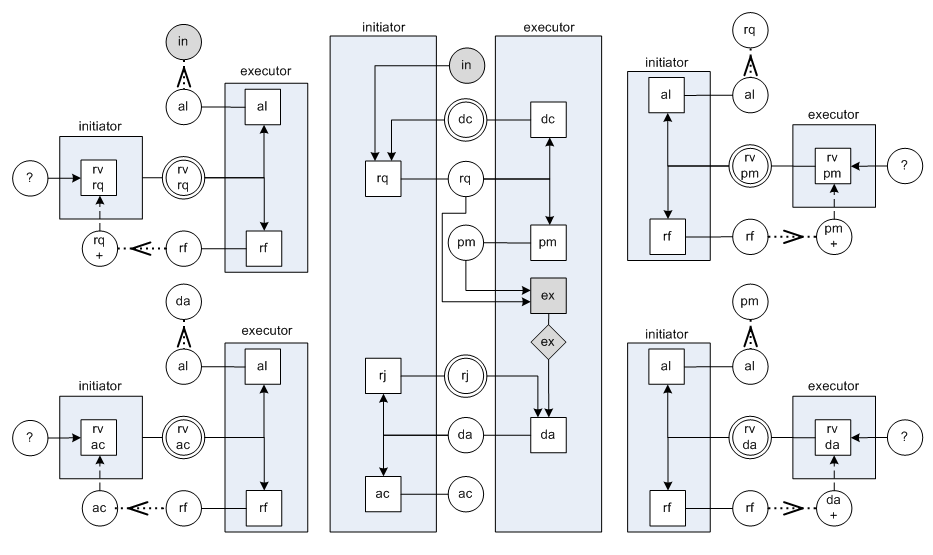 in
al
executor
al
initiator
?
rv
rq
rv
rq
rq
+
rf
rf
da
al
executor
al
initiator
?
rv
ac
rv
ac
ac
rf
rf
initiator
executor
in
dc
dc
rq
rq
pm
pm
ex
ex
rj
rj
da
da
ac
ac
rq
initiator
al
al
executor
rv
pm
rv
pm
?
rf
rf
pm
+
pm
initiator
al
al
executor
rv
da
rv
da
?
rf
rf
da
+